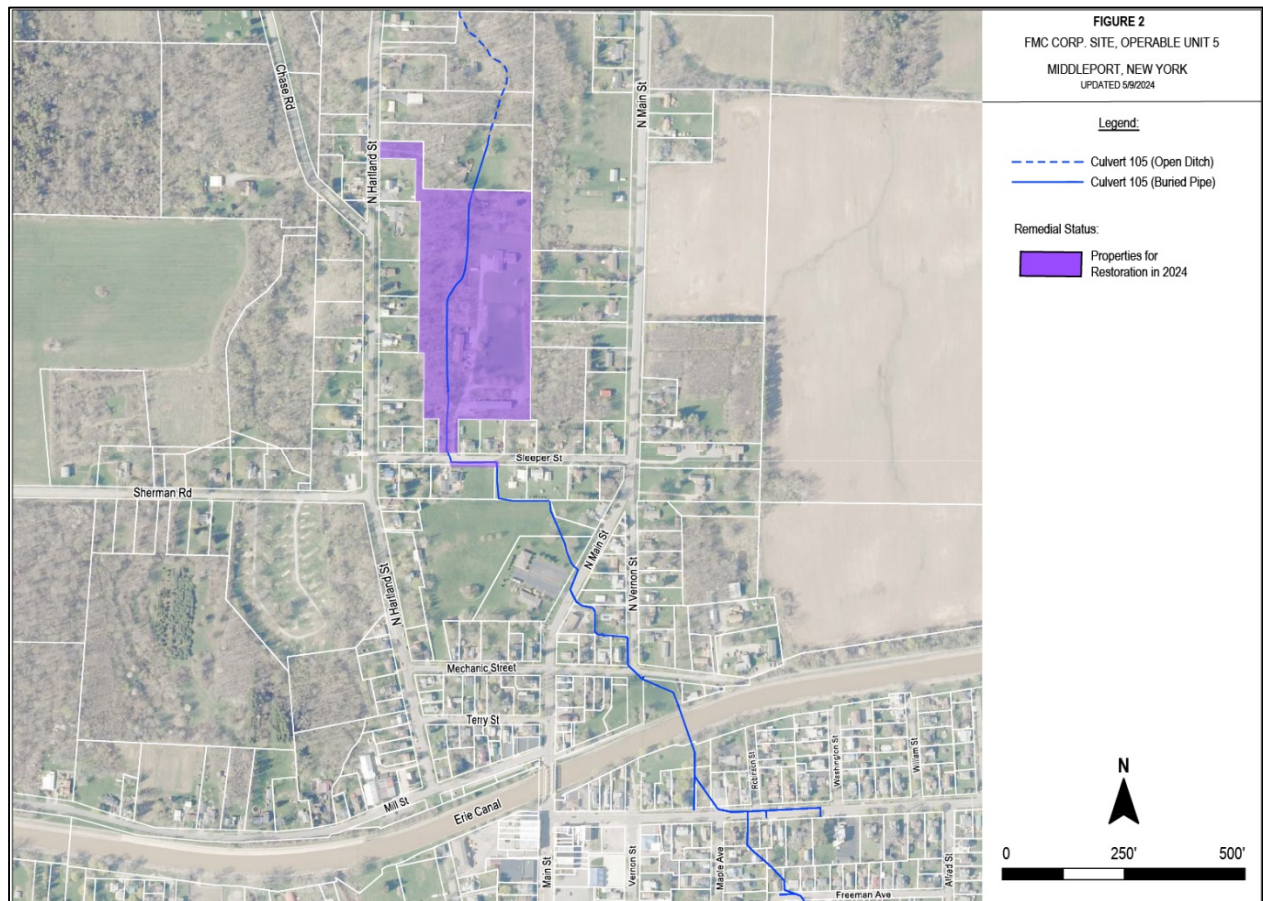 FIGURE 2
FMC CORP. SITE, OPERABLE UNIT 5
MIDDLEPORT, NEW YORK
UPDATED 5/9/2024
Legend:
Culvert 105 (Open Ditch)
Culvert 105 (Buried Pipe)
Remedial Status:
Properties for
Restoration in 2024
N
0 250' 500'
Chase Rd
N Hartland St
N Main St
Sleeper St
Sherman Rd
N Hartland St
N Main St
N Vernon St
Mechanic Street
Terry St
Mill St
Erie Canal
Robinson St
Washington St
William St
Main St
Vernon St
Maple Ave
Alfred St
Freeman Ave